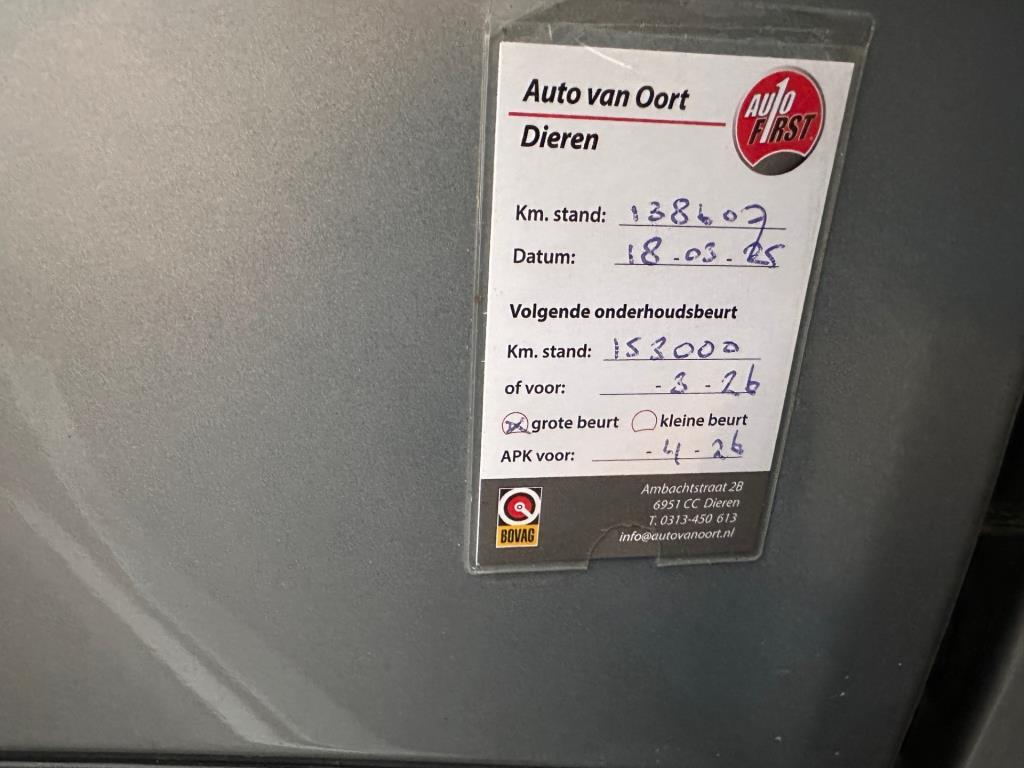 Auto van Oort
AUTO FIRST
Dieren
Km. stand: 138607
Datum: 18-03-25
Volgende onderhoudsbeurt
Km. stand: 153000
of voor: -3-26
grote beurt kleine beurt
APK voor: -4-26
Ambachtstraat 2B
6951 CC Dieren
T. 0313-450 613
info@autovanoort.nl
BOVAG